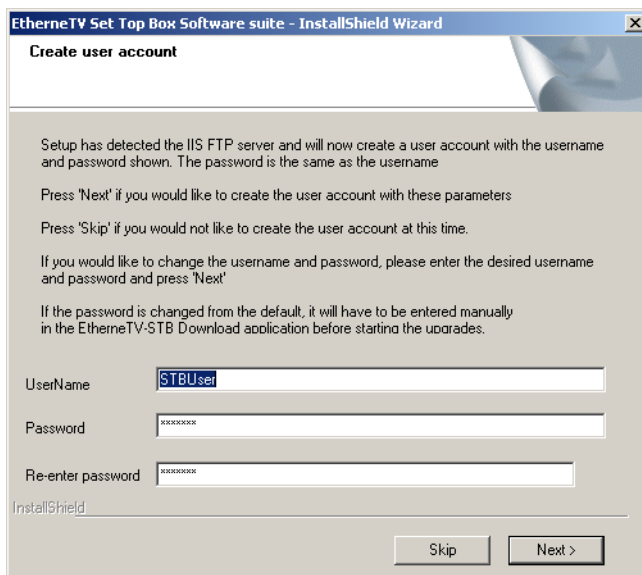 EtherneTV Set Top Box Software suite - InstallShield Wizard
Create user account
Setup has detected the IIS FTP server and will now create a user account with the username
and password shown. The password is the same as the username
Press 'Next' if you would like to create the user account with these parameters
Press 'Skip' if you would not like to create the user account at this time.
If you would like to change the username and password, please enter the desired username
and password and press 'Next'
If the password is changed from the default, it will have to be entered manually
in the EtherneTV-STB Download application before starting the upgrades.
UserName
STBUser
Password
*******
Re-enter password
*******
InstallShield
Skip
Next >